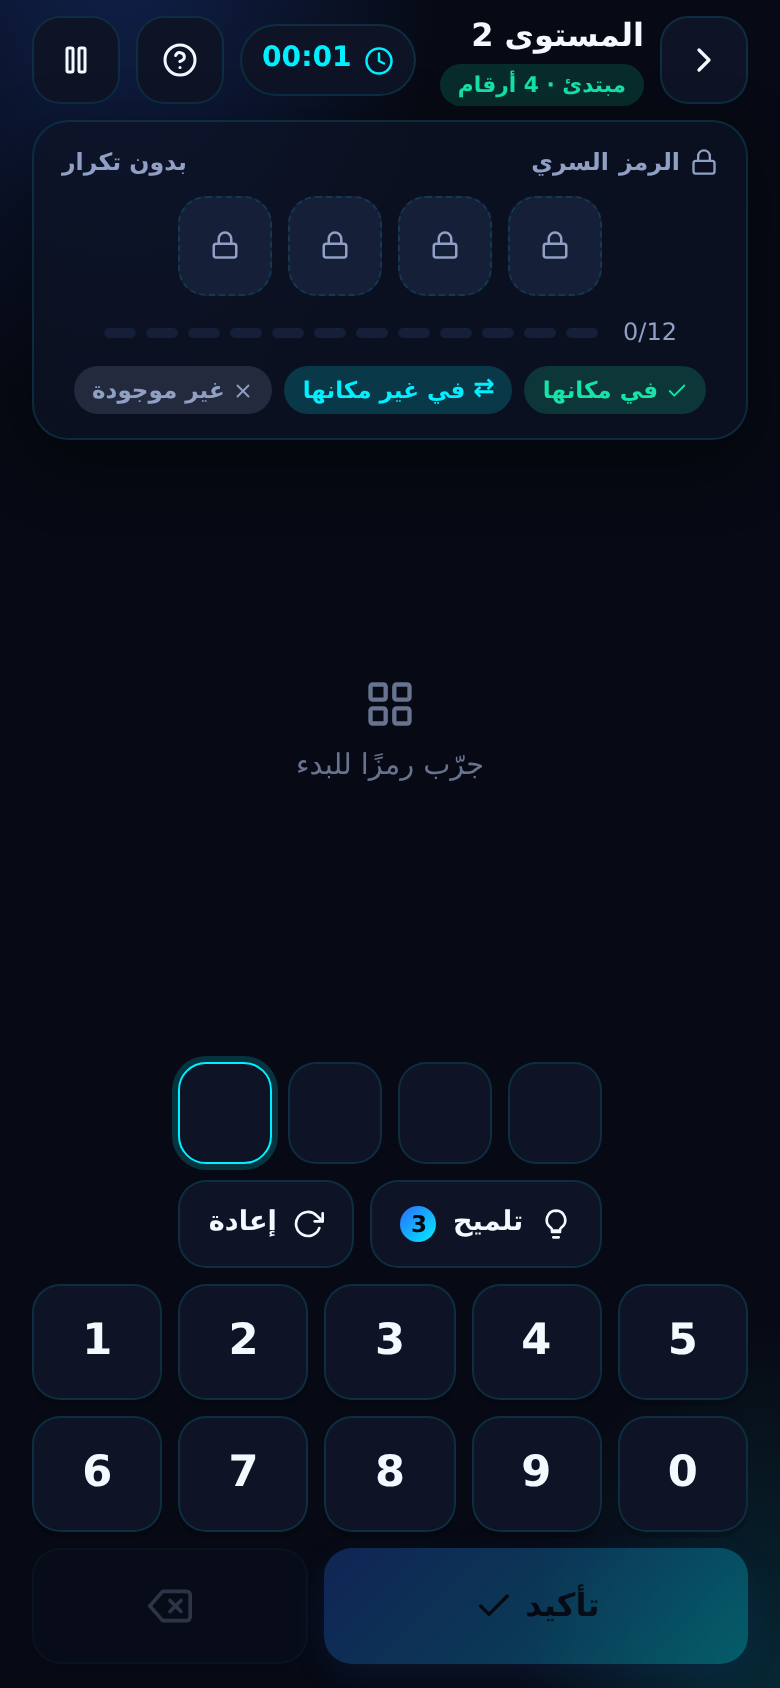 المستوى 2
مبتدئ · 4 أرقام
00:01
الرمز السري
بدون تكرار
0/12
في مكانها
في غير مكانها
غير موجودة
جرّب رمزًا للبدء
تلميح 3
إعادة
1 2 3 4 5
6 7 8 9 0
تأكيد